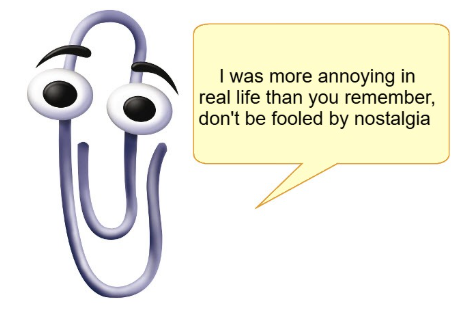 I was more annoying in
real life than you remember,
don't be fooled by nostalgia